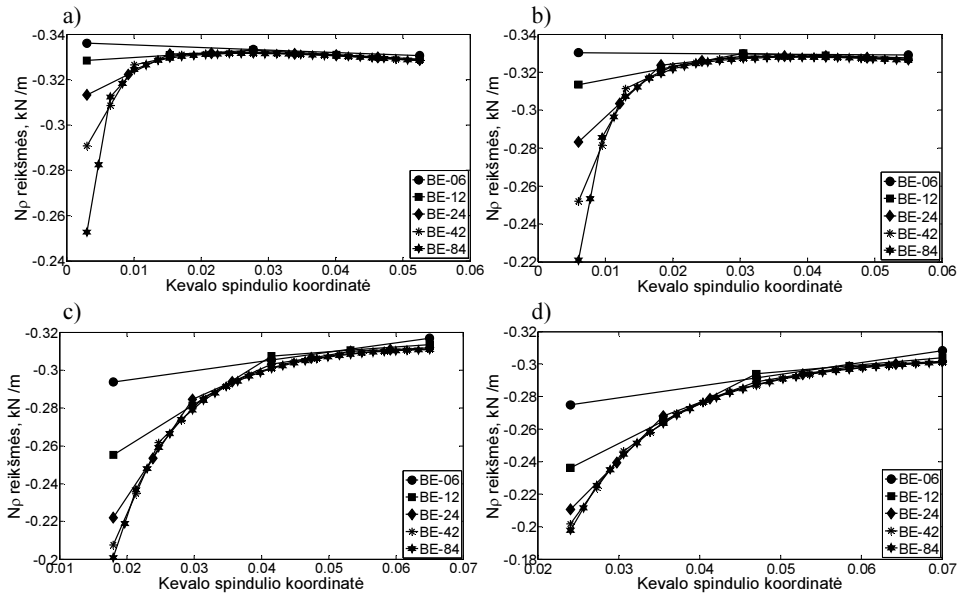 a)
-0.34
-0.32
-0.3
-0.28
-0.26
-0.24
Nρ reikšmės, kN /m
0 0.01 0.02 0.03 0.04 0.05 0.06
Kevalo spindulio koordinatė
BE-06
BE-12
BE-24
BE-42
BE-84
b)
-0.34
-0.32
-0.3
-0.28
-0.26
-0.24
-0.22
Nρ reikšmės, kN /m
0 0.01 0.02 0.03 0.04 0.05 0.06
Kevalo spindulio koordinatė
BE-06
BE-12
BE-24
BE-42
BE-84
c)
-0.32
-0.3
-0.28
-0.26
-0.24
-0.22
-0.2
Nρ reikšmės, kN /m
0.01 0.02 0.03 0.04 0.05 0.06 0.07
Kevalo spindulio koordinatė
BE-06
BE-12
BE-24
BE-42
BE-84
d)
-0.32
-0.3
-0.28
-0.26
-0.24
-0.22
-0.2
-0.18
Nρ reikšmės, kN /m
0.02 0.03 0.04 0.05 0.06 0.07
Kevalo spindulio koordinatė
BE-06
BE-12
BE-24
BE-42
BE-84